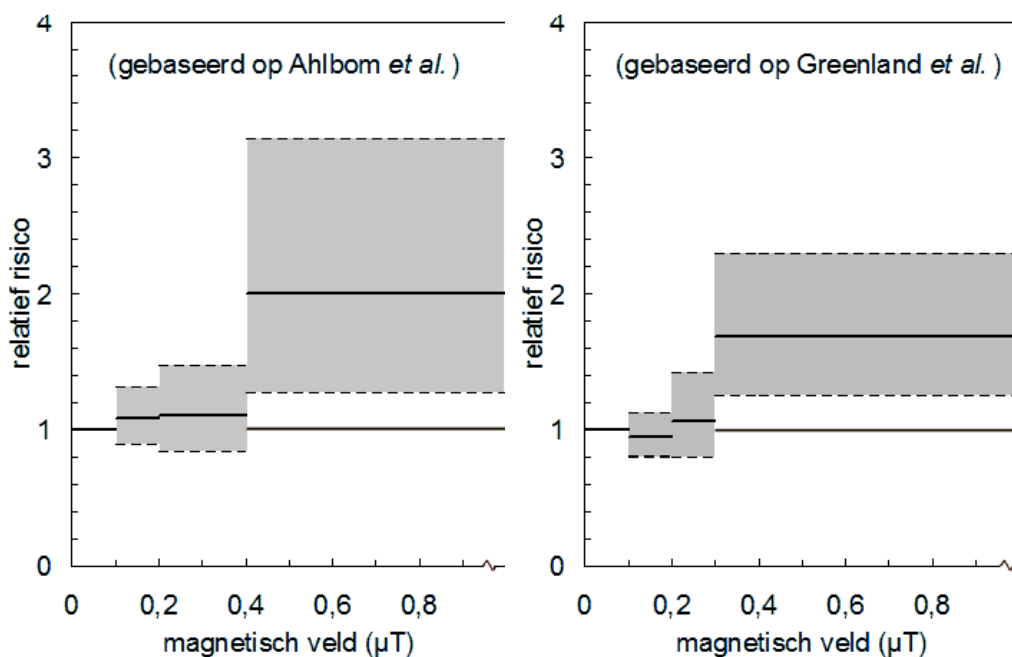 (gebaseerd op Ahlbom et al.)
relatief risico
4
3
2
1
0
0 0,2 0,4 0,6 0,8
magnetisch veld (µT)
(gebaseerd op Greenland et al.)
relatief risico
4
3
2
1
0
0 0,2 0,4 0,6 0,8
magnetisch veld (µT)